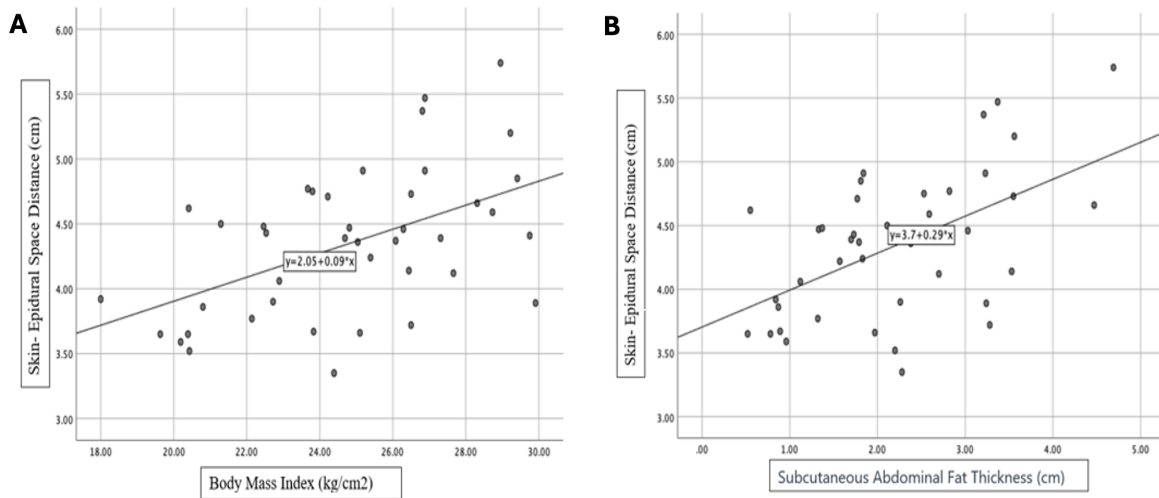 A
6.00
5.50
5.00
4.50
4.00
3.50
3.00
Skin- Epidural Space Distance (cm)
y=2.05+0.09*x
18.00 20.00 22.00 24.00 26.00 28.00 30.00
Body Mass Index (kg/cm2)
B
6.00
5.50
5.00
4.50
4.00
3.50
3.00
Skin- Epidural Space Distance (cm)
y=3.7+0.29*x
.00 1.00 2.00 3.00 4.00 5.00
Subcutaneous Abdominal Fat Thickness (cm)